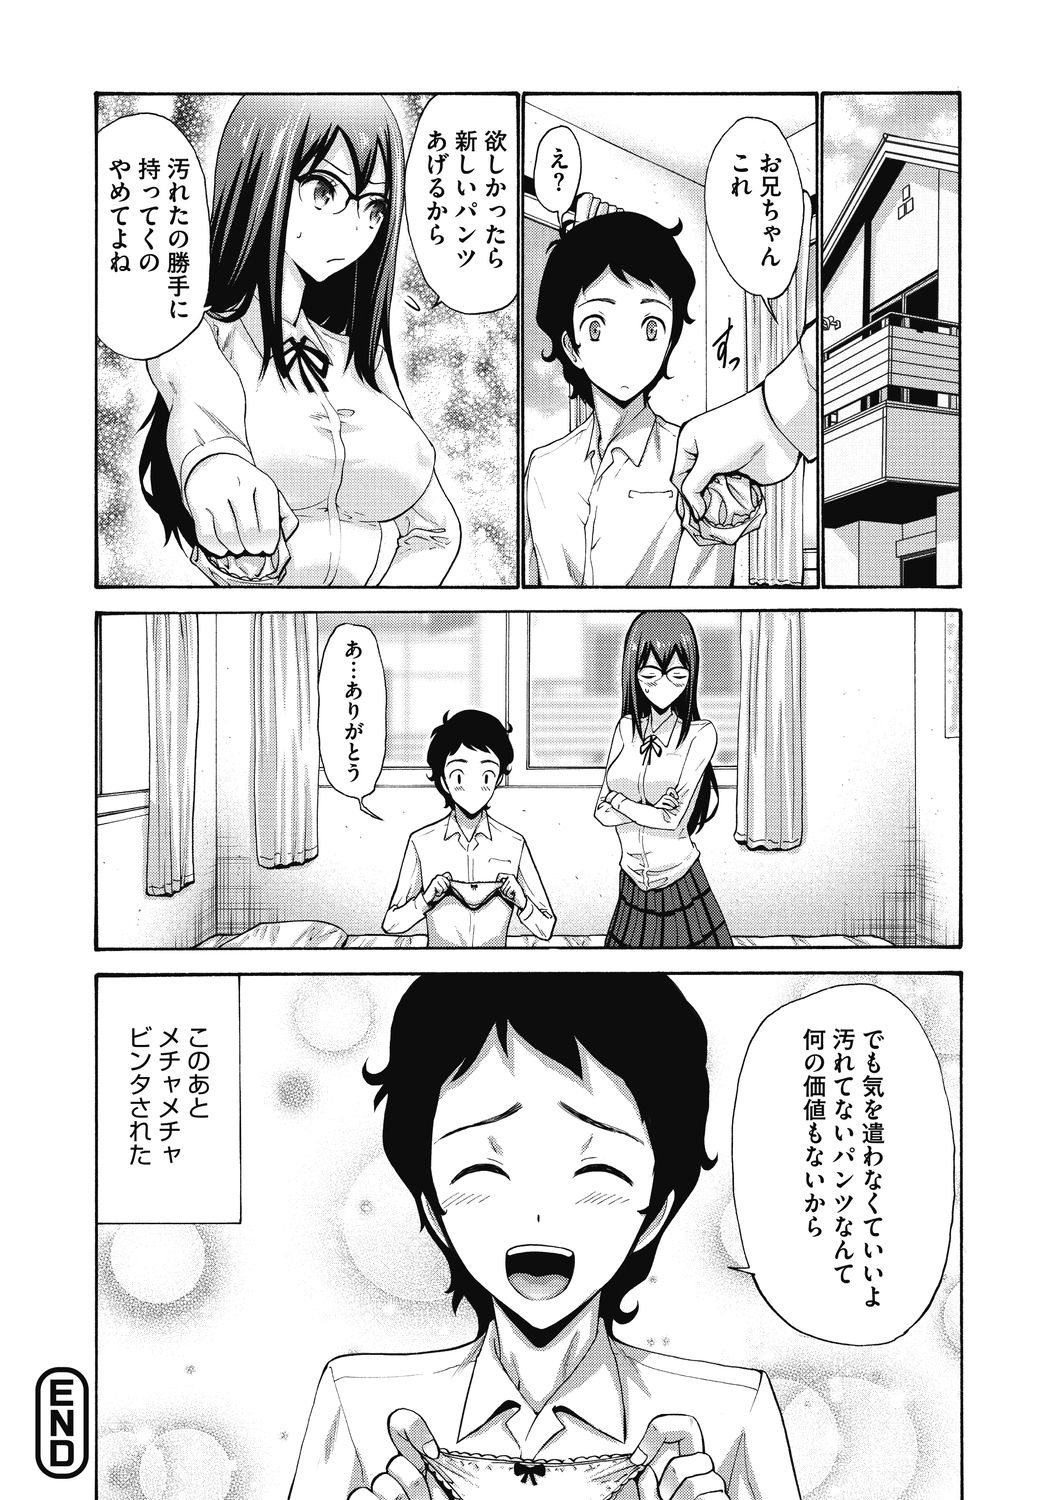 お兄ちゃん
これ
え?
すっ
欲しかったら
新しいパンツ
あげるから
汚れたの勝手に
持ってくの
やめてよね
あ…ありがとう
でも気を遣わなくていいよ
汚れてないパンツなんて
何の価値もないから
このあと
メチャメチャ
ビンタされた
END